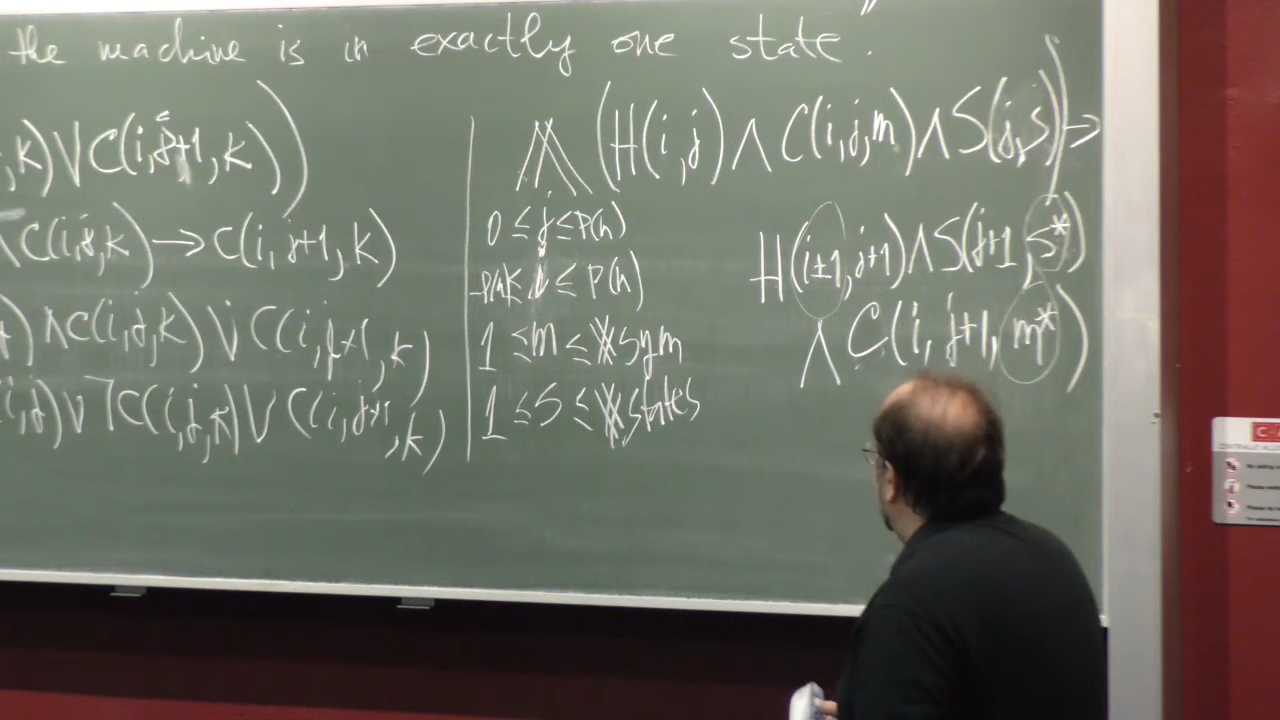 the machine is in exactly one state."
,k) ∨ C(i,j+1,k))
∧C(i,j,k) → C(i,j+1,k)
) ∧C(i,j,k) ∨ C(i,j+1,k)
(i,j) ∨ ¬C(i,j,k) ∨ C(i,j+1,k)
⋀ (H(i,j) ∧ C(i,j,m) ∧ S(j,s)) →
0 ≤ j ≤ P(n)
-P(n) ≤ i ≤ P(n)
1 ≤ m ≤ # sym
1 ≤ s ≤ # states
H(i±1,j+1) ∧ S(j+1,s*)
∧ C(i,j+1,m*)